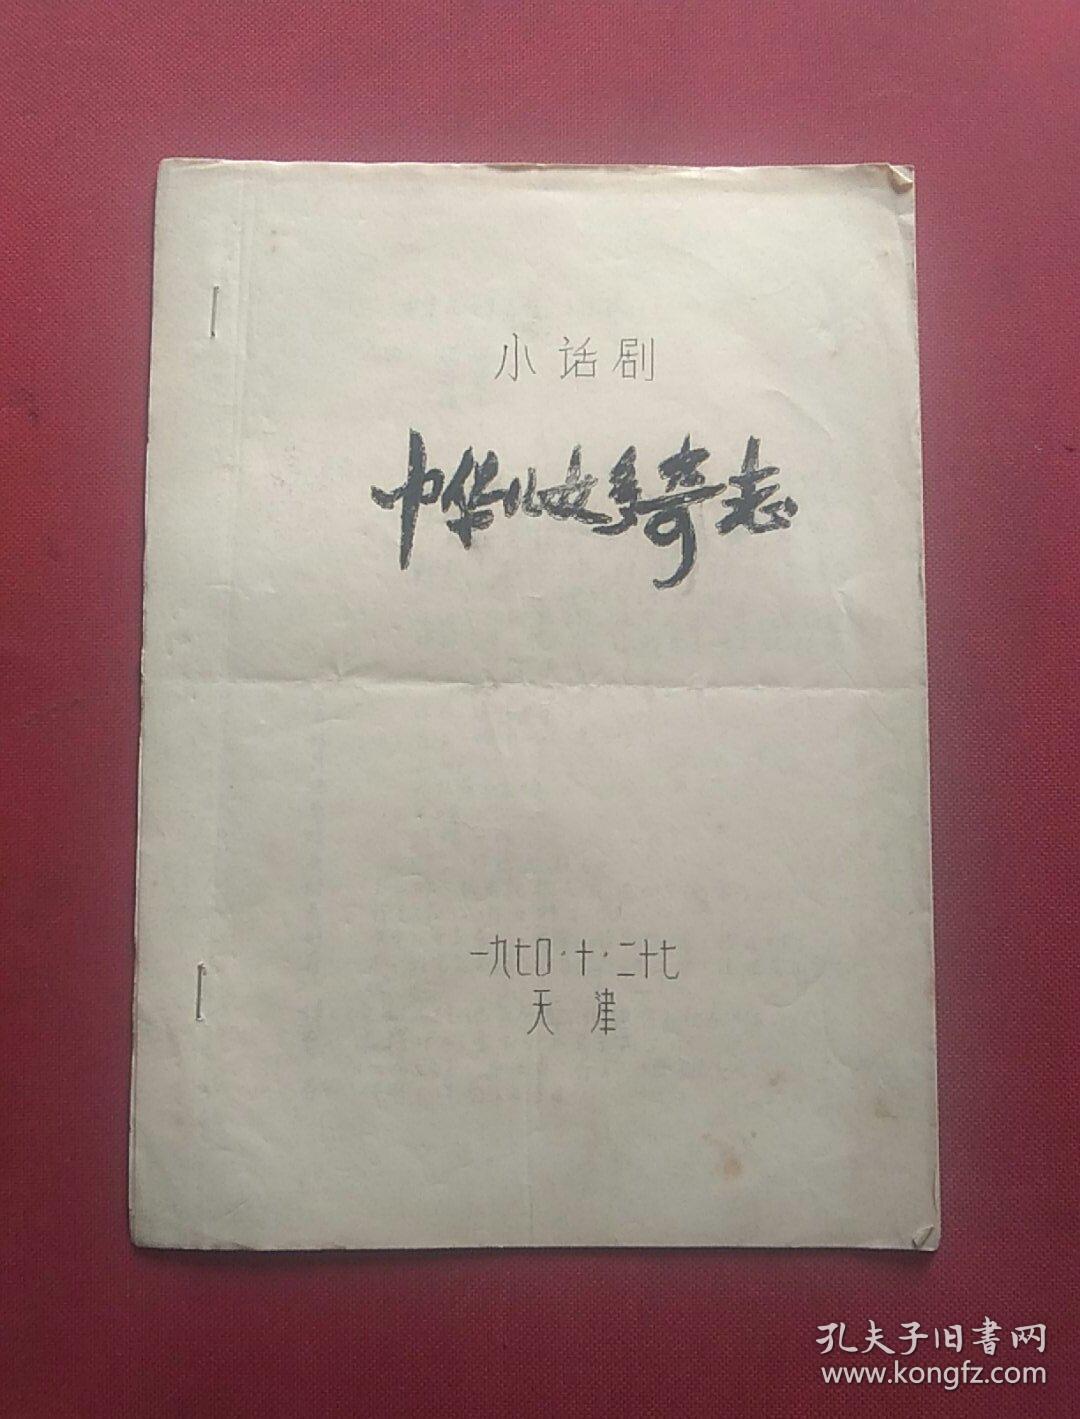 小话剧
中华儿女多奇志
一九七〇·十·二十七
天津
孔夫子旧书网
www.kongfz.com